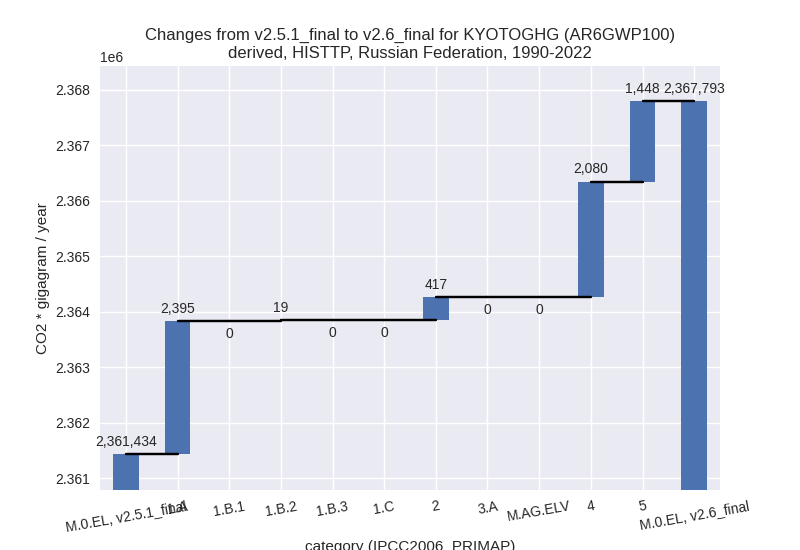 Changes from v2.5.1_final to v2.6_final for KYOTOGHG (AR6GWP100)
derived, HISTTP, Russian Federation, 1990-2022
1e6
2.368
2.367
2.366
2.365
2.364
2.363
2.362
2.361
CO2 * gigagram / year
2,361,434
2,395
0
19
0
0
417
0
0
2,080
1,448
2,367,793
M.0.EL, v2.5.1_final
1.A
1.B.1
1.B.2
1.B.3
1.C
2
3.A
M.AG.ELV
4
5
M.0.EL, v2.6_final
category (IPCC2006_PRIMAP)